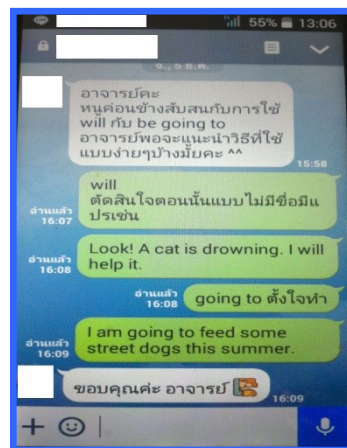 55% 13:06
จ., 5 ธ.ค.
อาจารย์คะ
หนูค่อนข้างสับสนกับการใช้
will กับ be going to
อาจารย์พอจะแนะนำวิธีที่ใช้
แบบง่ายๆบ้างมั้ยคะ ^^
15:58
will
ตัดสินใจตอนนั้นแบบไม่มีขื่อมีแ
ปรเช่น
อ่านแล้ว
16:07
Look! A cat is drowning. I will
help it.
อ่านแล้ว
16:08
going to ตั้งใจทำ
อ่านแล้ว
16:08
I am going to feed some
street dogs this summer.
อ่านแล้ว
16:09
ขอบคุณค่ะ อาจารย์
16:09